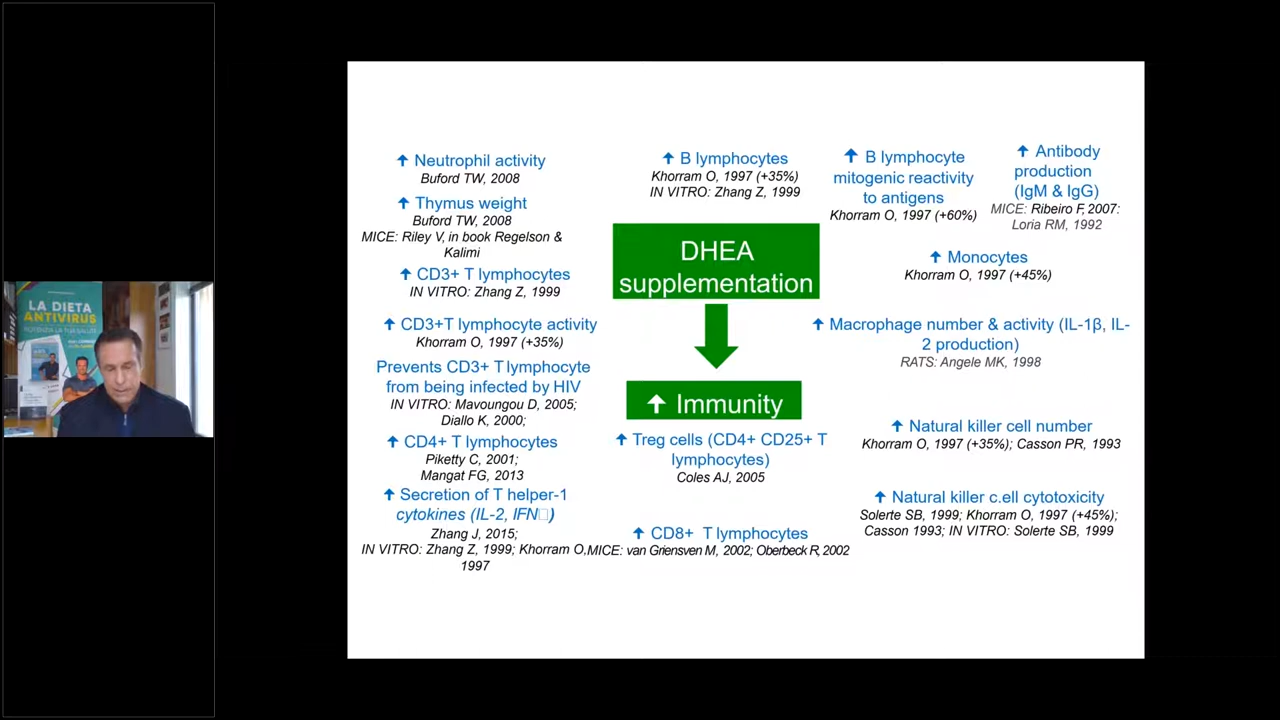 LA DIETA
ANTIVIRUS
↑ Neutrophil activity
Buford TW, 2008
↑ Thymus weight
Buford TW, 2008
MICE: Riley V, in book Regelson &
Kalimi
↑ CD3+ T lymphocytes
IN VITRO: Zhang Z, 1999
↑ CD3+T lymphocyte activity
Khorram O, 1997 (+35%)
Prevents CD3+ T lymphocyte
from being infected by HIV
IN VITRO: Mavoungou D, 2005;
Diallo K, 2000;
↑ CD4+ T lymphocytes
Piketty C, 2001;
Mangat FG, 2013
↑ Secretion of T helper-1
cytokines (IL-2, IFN□)
Zhang J, 2015;
IN VITRO: Zhang Z, 1999; Khorram O,
1997
↑ B lymphocytes
Khorram O, 1997 (+35%)
IN VITRO: Zhang Z, 1999
DHEA
supplementation
↑ Immunity
↑ Treg cells (CD4+ CD25+ T
lymphocytes)
Coles AJ, 2005
↑ CD8+ T lymphocytes
MICE: van Griensven M, 2002; Oberbeck R, 2002
↑ B lymphocyte
mitogenic reactivity
to antigens
Khorram O, 1997 (+60%)
↑ Antibody
production
(IgM & IgG)
MICE: Ribeiro F, 2007:
Loria RM, 1992
↑ Monocytes
Khorram O, 1997 (+45%)
↑ Macrophage number & activity (IL-1β, IL-
2 production)
RATS: Angele MK, 1998
↑ Natural killer cell number
Khorram O, 1997 (+35%); Casson PR, 1993
↑ Natural killer c.ell cytotoxicity
Solerte SB, 1999; Khorram O, 1997 (+45%);
Casson 1993; IN VITRO: Solerte SB, 1999